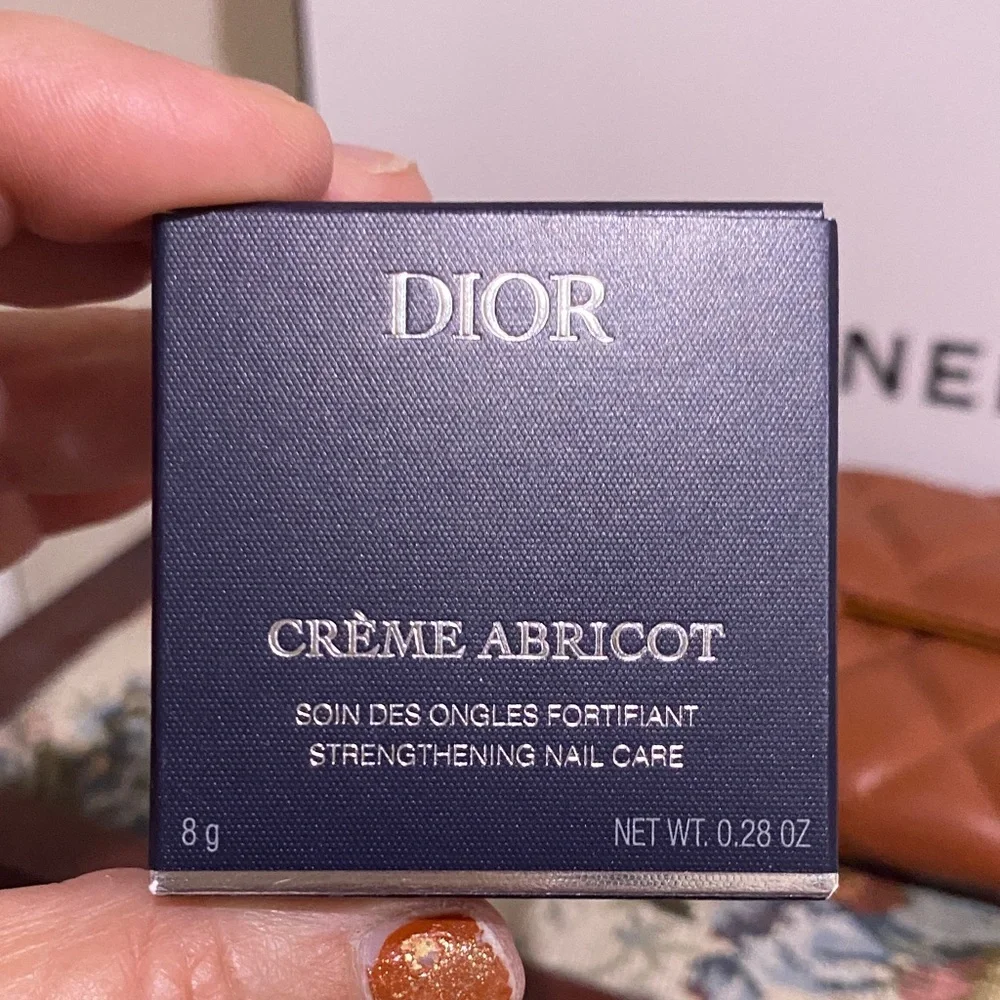 DIOR
NE
CRÈME ABRICOT
SOIN DES ONGLES FORTIFIANT
STRENGTHENING NAIL CARE
8 g
NET WT. 0.28 OZ